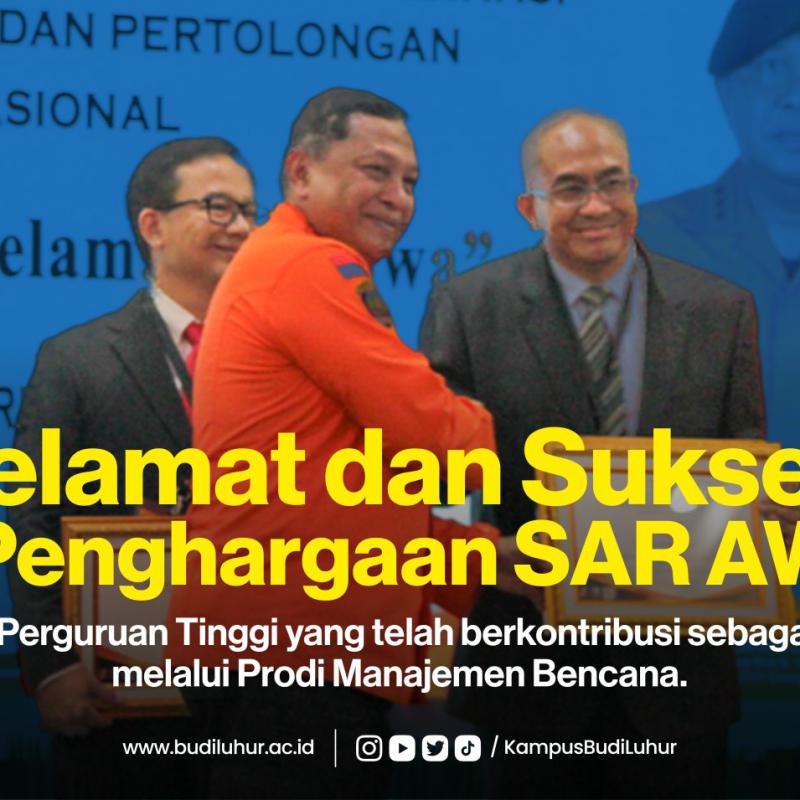 DAN PERTOLONGAN
ASIONAL
elam wa”
elamat dan Sukse
Penghargaan SAR AW
Perguruan Tinggi yang telah berkontribusi sebaga
melalui Prodi Manajemen Bencana.
www.budiluhur.ac.id | / KampusBudiLuhur